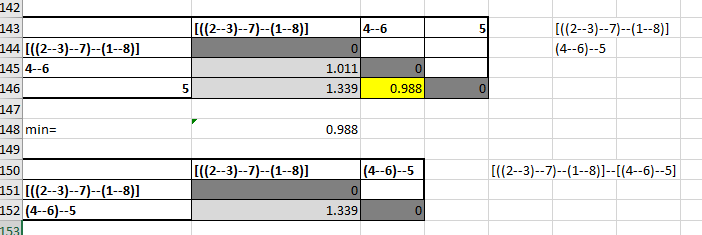 142
143 [((2--3)--7)--(1--8)] 4--6 5 [((2--3)--7)--(1--8)]
144 [((2--3)--7)--(1--8)] 0 (4--6)--5
145 4--6 1.011 0
146 5 1.339 0.988 0
147
148 min= 0.988
149
150 [((2--3)--7)--(1--8)] (4--6)--5 [((2--3)--7)--(1--8)]--[(4--6)--5]
151 [((2--3)--7)--(1--8)] 0
152 (4--6)--5 1.339 0
153